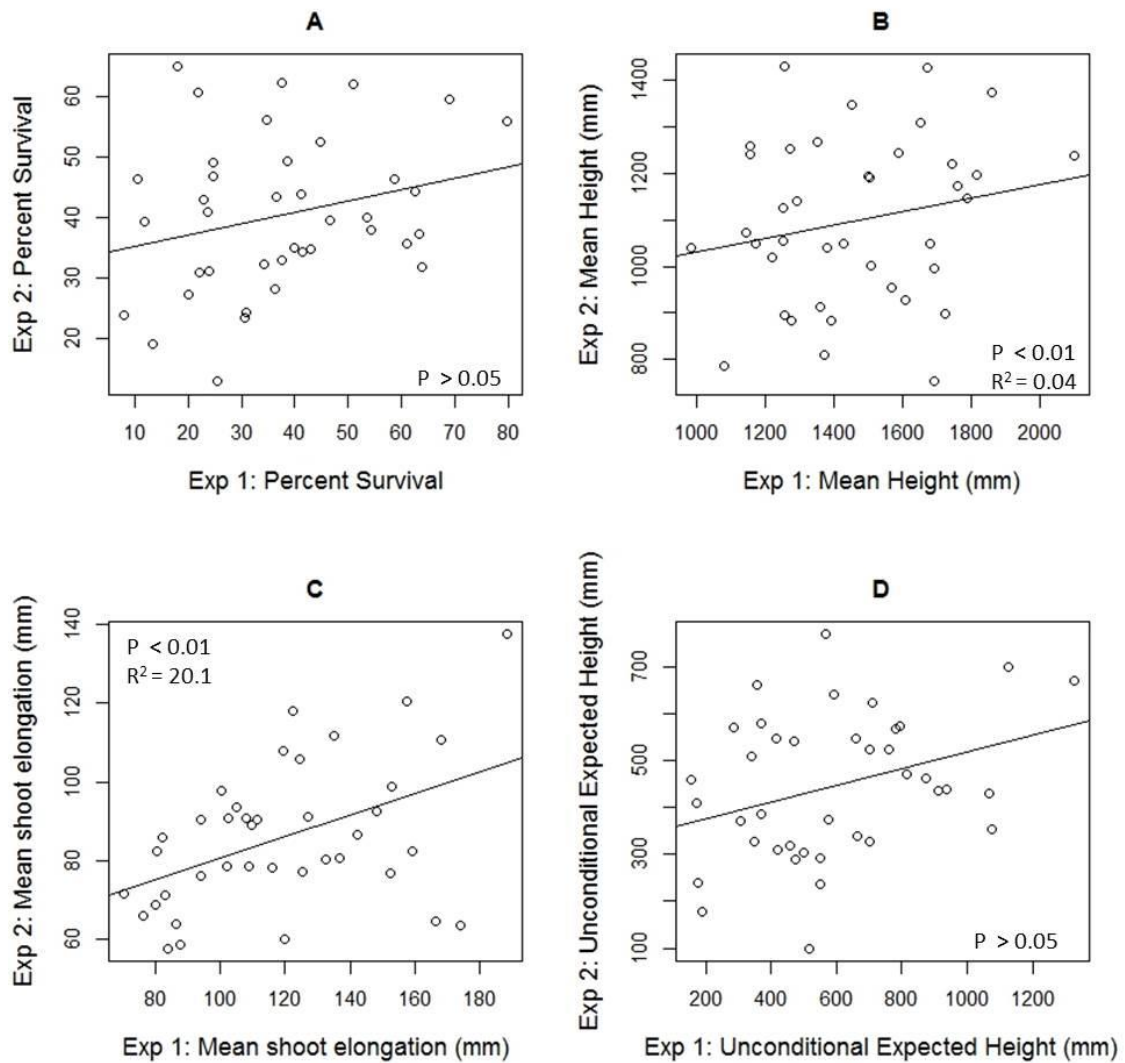 A
Exp 2: Percent Survival
60
50
40
30
20
P > 0.05
10 20 30 40 50 60 70 80
Exp 1: Percent Survival
B
Exp 2: Mean Height (mm)
1400
1200
1000
800
P < 0.01
R² = 0.04
1000 1200 1400 1600 1800 2000
Exp 1: Mean Height (mm)
C
Exp 2: Mean shoot elongation (mm)
140
120
100
80
60
P < 0.01
R² = 20.1
80 100 120 140 160 180
Exp 1: Mean shoot elongation (mm)
D
Exp 2: Unconditional Expected Height (mm)
700
500
300
100
P > 0.05
200 400 600 800 1000 1200
Exp 1: Unconditional Expected Height (mm)